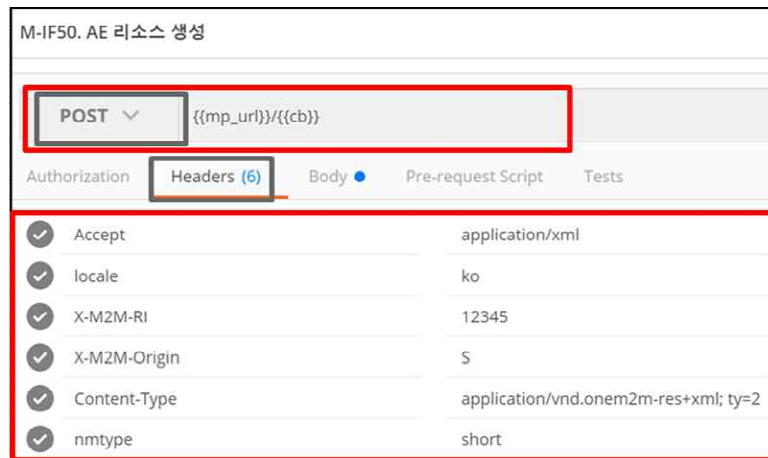 M-IF50. AE 리소스 생성
POST {{mp_url}}/{{cb}}
Authorization Headers (6) Body Pre-request Script Tests
Accept application/xml
locale ko
X-M2M-RI 12345
X-M2M-Origin S
Content-Type application/vnd.onem2m-res+xml; ty=2
nmtype short